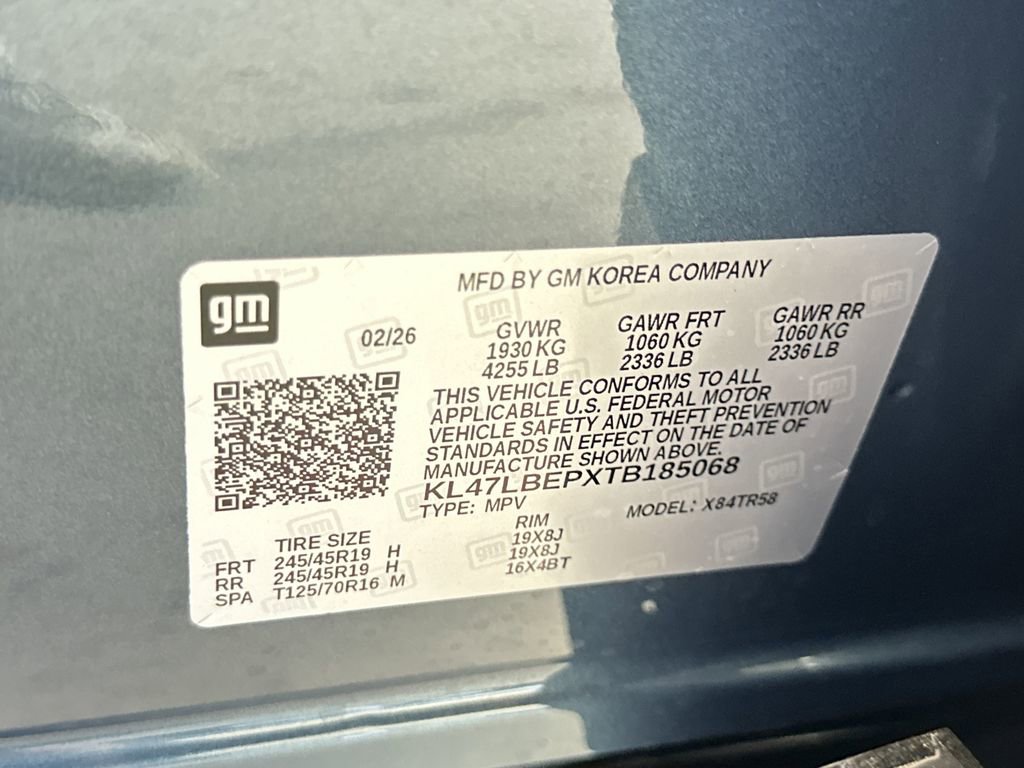 gm
MFD BY GM KOREA COMPANY
02/26
GVWR GAWR FRT GAWR RR
1930 KG 1060 KG 1060 KG
4255 LB 2336 LB 2336 LB
THIS VEHICLE CONFORMS TO ALL
APPLICABLE U.S. FEDERAL MOTOR
VEHICLE SAFETY AND THEFT PREVENTION
STANDARDS IN EFFECT ON THE DATE OF
MANUFACTURE SHOWN ABOVE.
KL47LBEPXTB185068
TYPE: MPV MODEL: X84TR58
TIRE SIZE RIM
FRT 245/45R19 H 19X8J
RR 245/45R19 H 19X8J
SPA T125/70R16 M 16X4BT